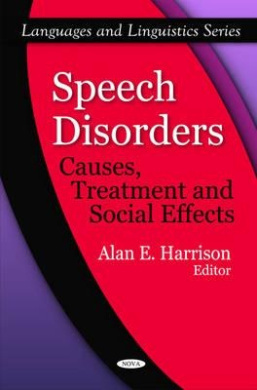 Languages and Linguistics Series
Speech
Disorders
Causes,
Treatment and
Social Effects
Alan E. Harrison
Editor
NOVA